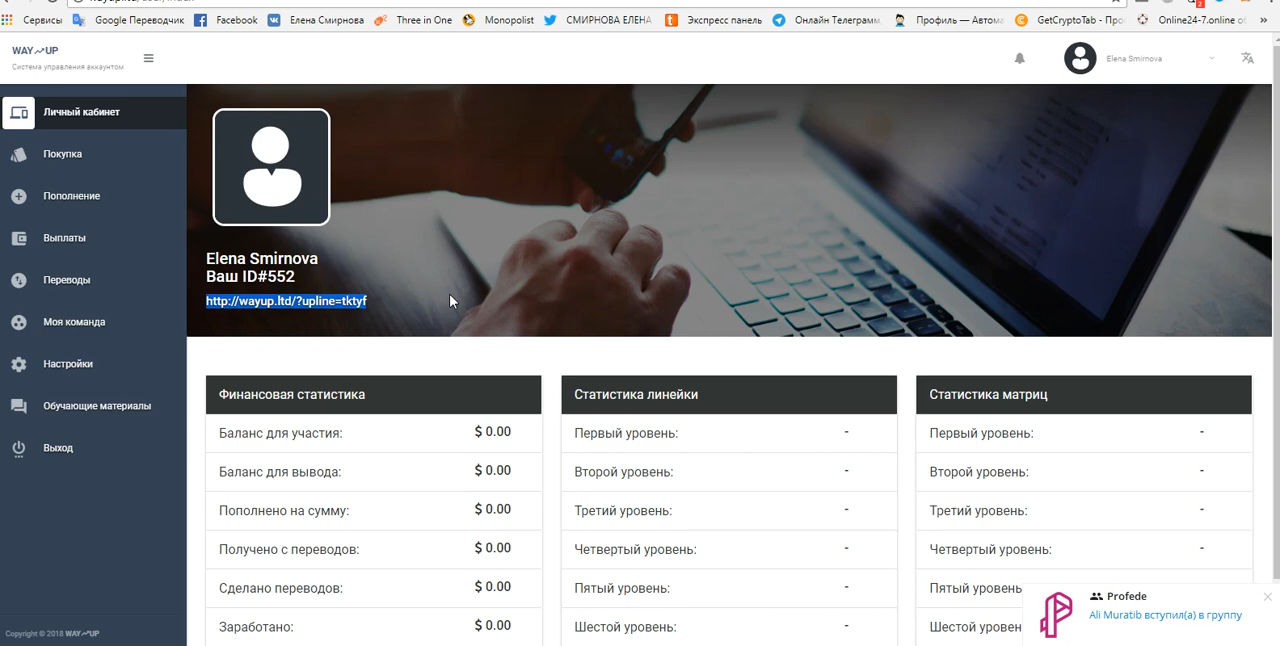 Сервисы Google Переводчик Facebook Елена Смирнова Three in One Monopolist СМИРНОВА ЕЛЕНА Экспресс панель Онлайн Телеграмм Профиль — Автома GetCryptoTab - Online24-7.online »
WAY UP
Система управления аккаунтом
Elena Smirnova
Личный кабинет
Покупка
Пополнение
Выплаты
Переводы
Моя команда
Настройки
Обучающие материалы
Выход
Copyright © 2018 WAY UP
Elena Smirnova
Ваш ID#552
http://wayup.ltd/?upline=tktyf
Финансовая статистика
Баланс для участия: $ 0.00
Баланс для вывода: $ 0.00
Пополнено на сумму: $ 0.00
Получено с переводов: $ 0.00
Сделано переводов: $ 0.00
Заработано: $ 0.00
Статистика линейки
Первый уровень: -
Второй уровень: -
Третий уровень: -
Четвертый уровень: -
Пятый уровень: -
Шестой уровень: -
Статистика матриц
Первый уровень: -
Второй уровень: -
Третий уровень: -
Четвертый уровень: -
Пятый уровень
Шестой уровен
Profede
Ali Muratib вступил(а) в группу